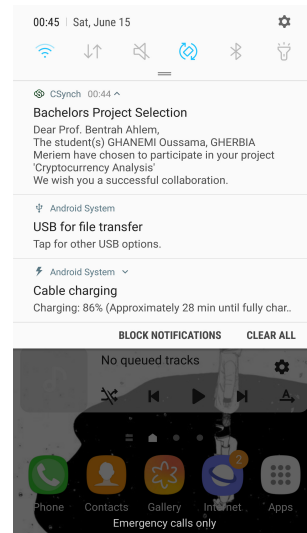 00:45 | Sat, June 15
CSynch 00:44
Bachelors Project Selection
Dear Prof. Bentrah Ahlem,
The student(s) GHANEMI Oussama, GHERBIA
Meriem have chosen to participate in your project
'Cyptocurrency Analysis'
We wish you a successful collaboration.
Android System
USB for file transfer
Tap for other USB options.
Android System
Cable charging
Charging: 86% (Approximately 28 min until fully char..
BLOCK NOTIFICATIONS CLEAR ALL
No queued tracks
A
2
Phone Contacts Gallery Internet Apps
Emergency calls only